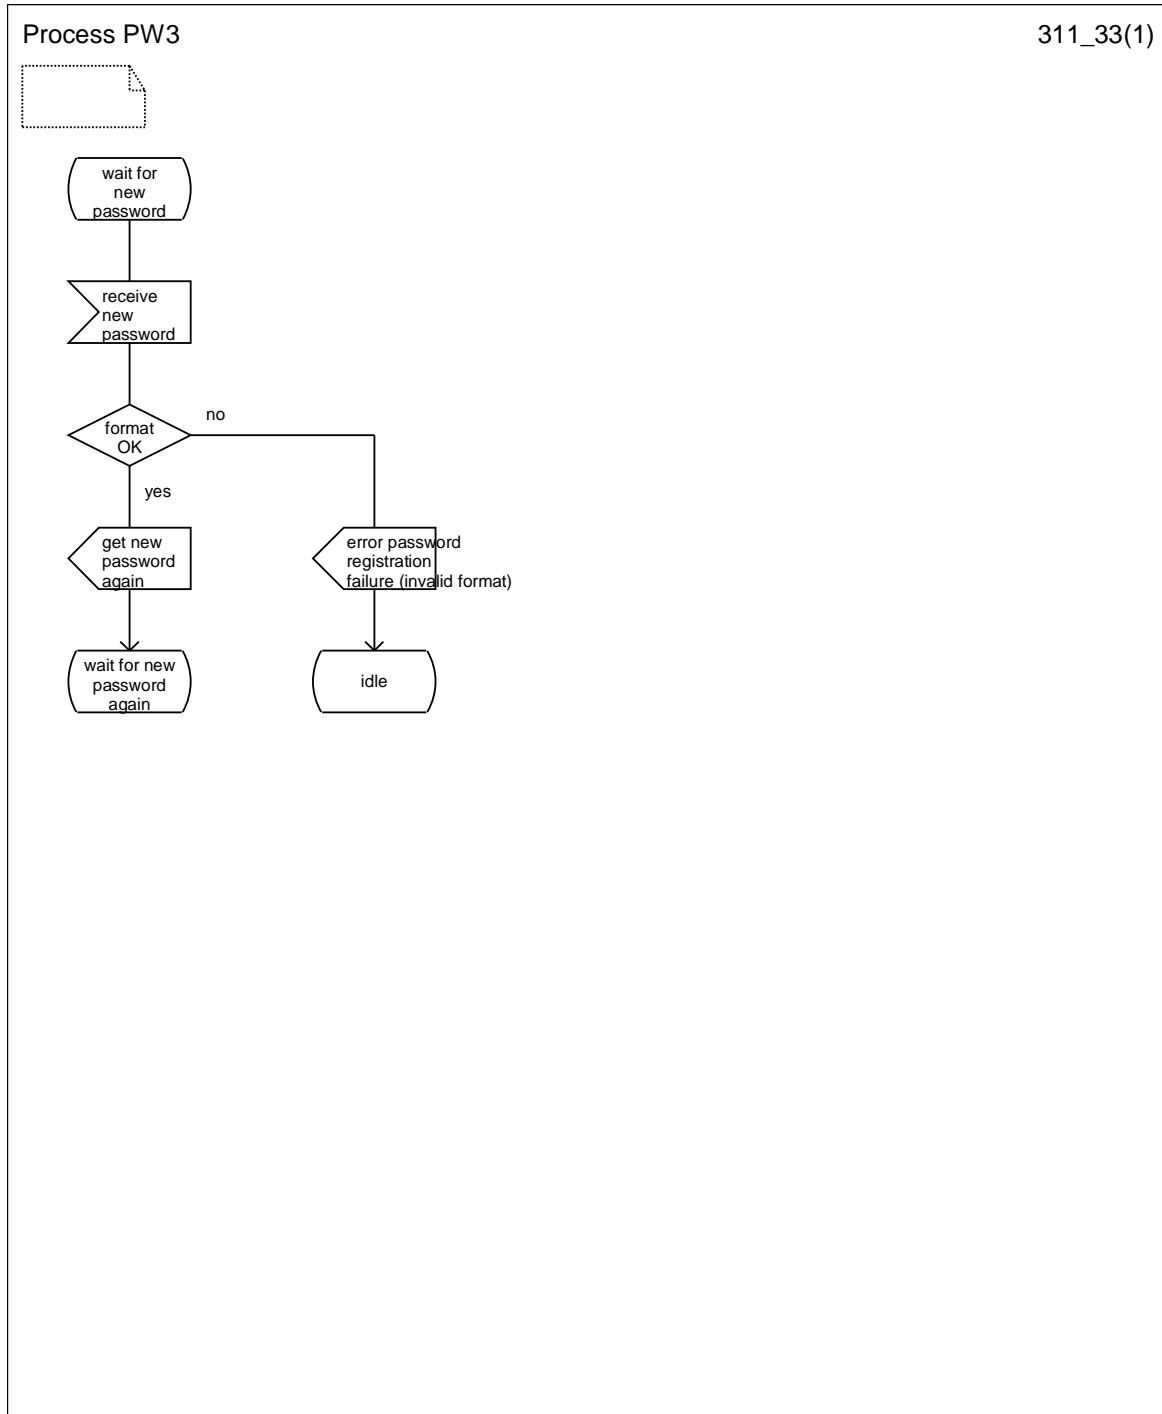 Process PW3
311_33(1)
wait for
new
password
receive
new
password
format
OK
no
yes
get new
password
again
error password
registration
failure (invalid format)
wait for new
password
again
idle